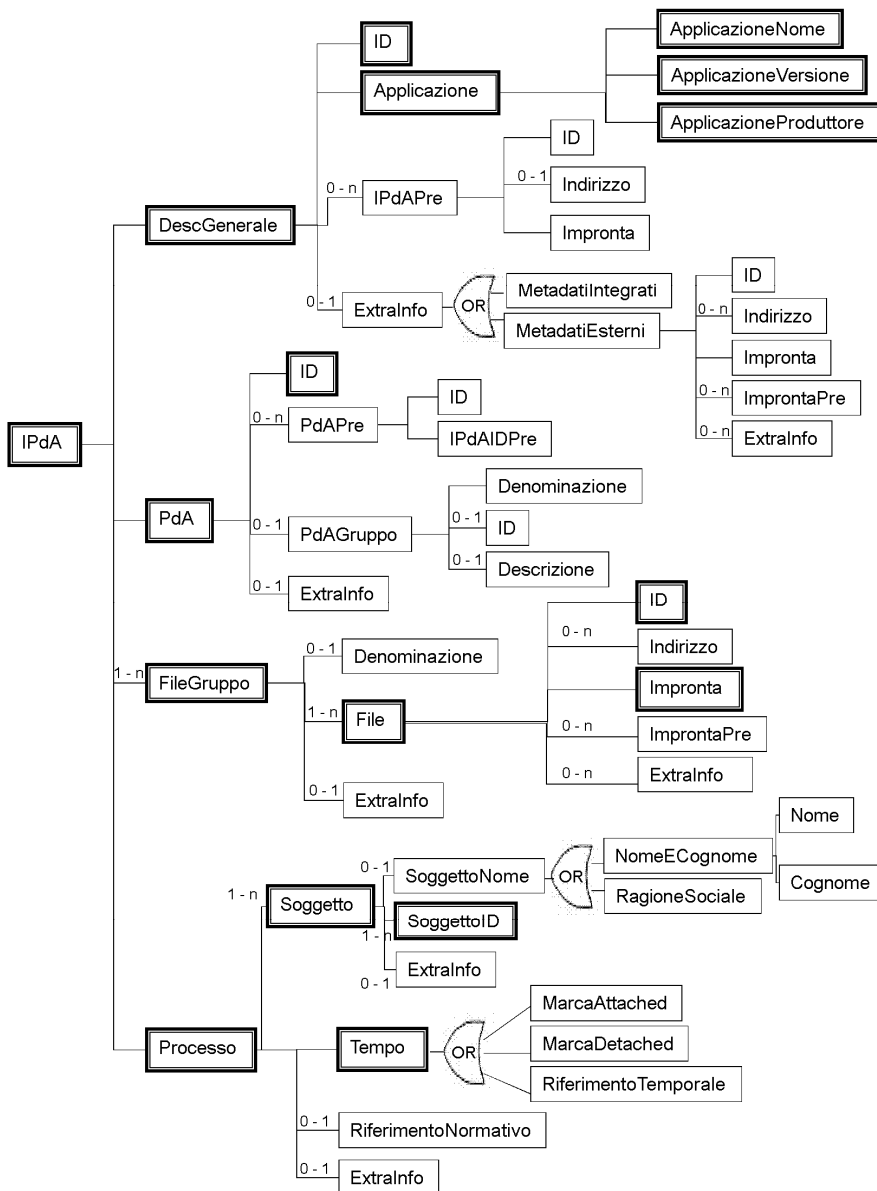 ID
ApplicazioneNome
Applicazione
ApplicazioneVersione
ApplicazioneProduttore
ID
0 - n
IPdAPre
0 - 1
Indirizzo
DescGenerale
Impronta
0 - 1
ExtraInfo
OR
MetadatiIntegrati
MetadatiEsterni
ID
0 - n
Indirizzo
Impronta
0 - n
ImprontaPre
0 - n
ExtraInfo
IPdA
ID
0 - n
PdAPre
ID
IPdAIDPre
PdA
0 - 1
PdAGruppo
Denominazione
0 - 1
ID
0 - 1
Descrizione
0 - 1
ExtraInfo
1 - n
FileGruppo
0 - 1
Denominazione
1 - n
File
ID
0 - n
Indirizzo
Impronta
0 - n
ImprontaPre
0 - n
ExtraInfo
0 - 1
ExtraInfo
1 - n
Soggetto
0 - 1
SoggettoNome
OR
NomeECognome
Nome
Cognome
RagioneSociale
SoggettoID
1 - n
ExtraInfo
0 - 1
Processo
Tempo
OR
MarcaAttached
MarcaDetached
RiferimentoTemporale
0 - 1
RiferimentoNormativo
0 - 1
ExtraInfo